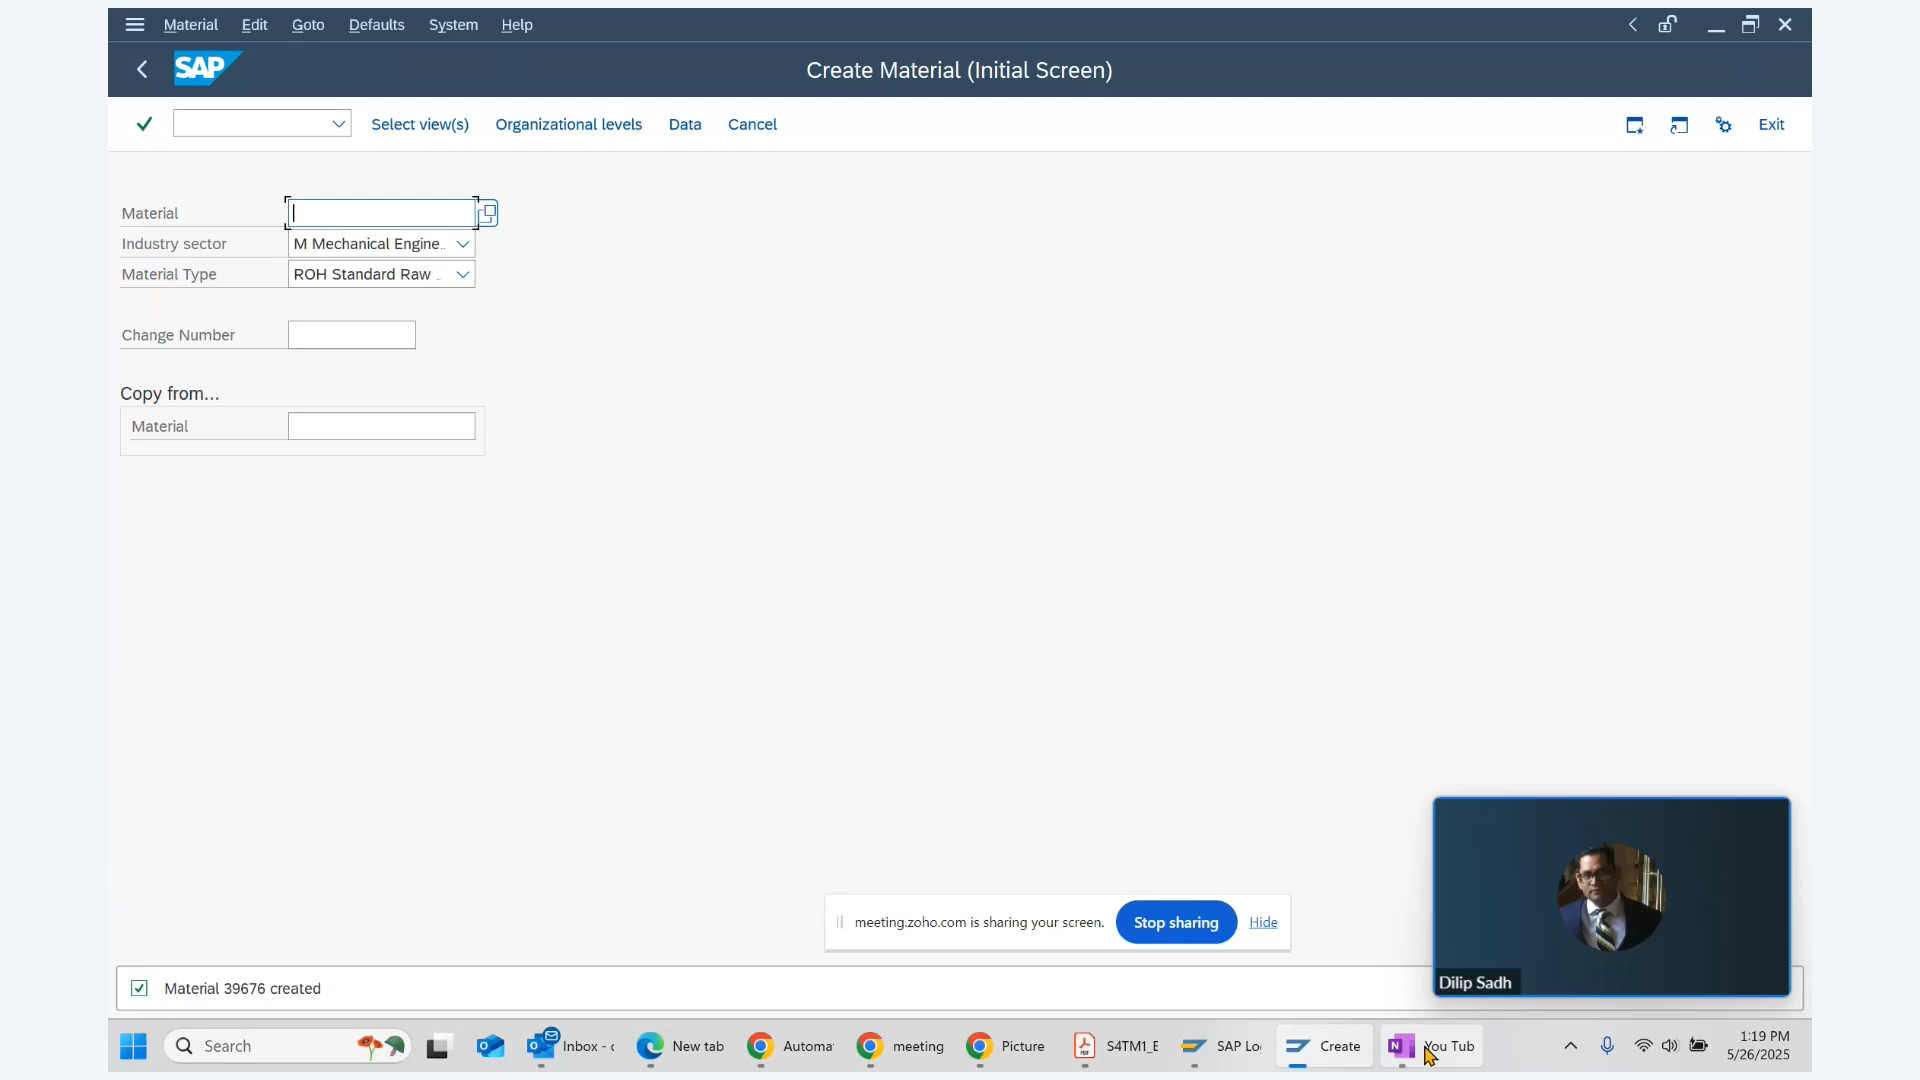 Material Edit Goto Defaults System Help
SAP Create Material (Initial Screen)
Select view(s) Organizational levels Data Cancel Exit
Material
Industry sector M Mechanical Engine..
Material Type ROH Standard Raw ..
Change Number
Copy from...
Material
meeting.zoho.com is sharing your screen. Stop sharing Hide
Dilip Sadh
Material 39676 created
Search Inbox - New tab Automa meeting Picture S4TM1_E SAP Lo Create You Tub 1:19 PM
5/26/2025